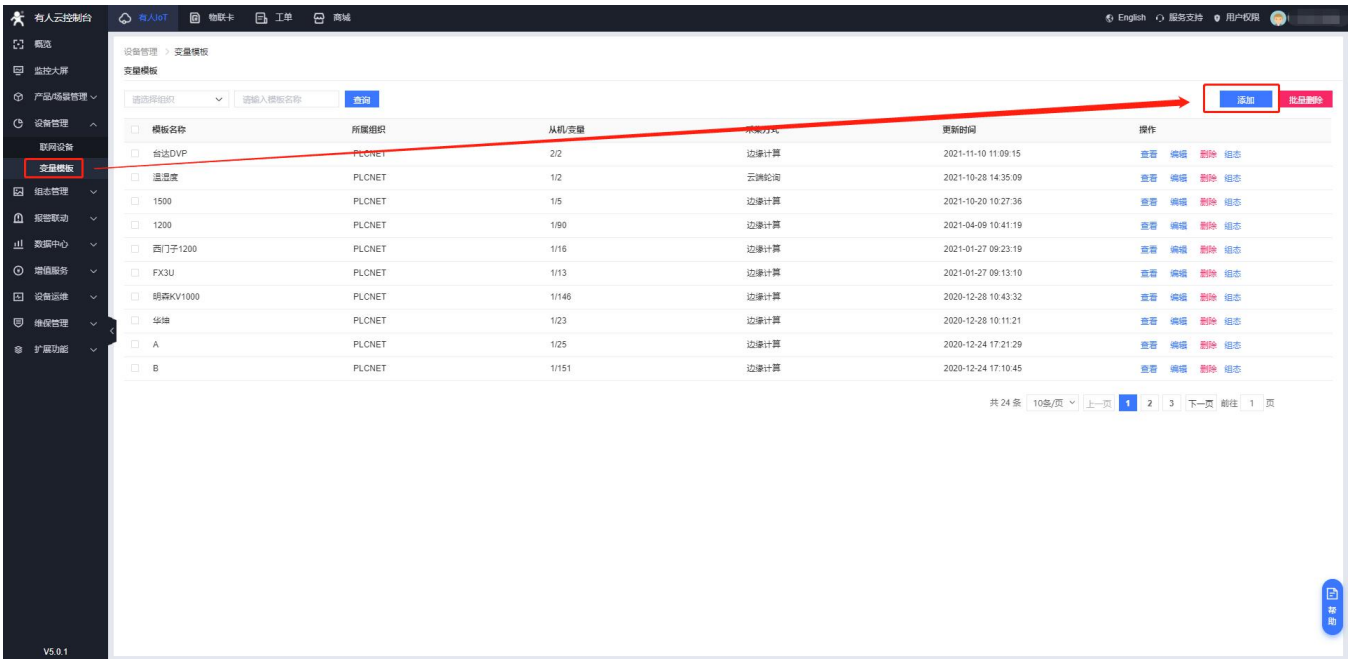 有人云控制台 有人IoT 物联卡 工单 商城 English 服务支持 用户权限
概览
监控大屏
产品/场景管理
设备管理
联网设备
变量模板
组态管理
报警联动
数据中心
增值服务
设备运维
维保管理
扩展功能
V5.0.1
设备管理 > 变量模板
变量模板
请选择组织 请输入模板名称 查询 添加 批量删除
模板名称 所属组织 从机/变量 采集方式 更新时间 操作
台达DVP PLCNET 2/2 边缘计算 2021-11-10 11:09:15 查看 编辑 删除 组态
温湿度 PLCNET 1/2 云端轮询 2021-10-28 14:35:09 查看 编辑 删除 组态
1500 PLCNET 1/5 边缘计算 2021-10-20 10:27:36 查看 编辑 删除 组态
1200 PLCNET 1/90 边缘计算 2021-04-09 10:41:19 查看 编辑 删除 组态
西门子1200 PLCNET 1/16 边缘计算 2021-01-27 09:23:19 查看 编辑 删除 组态
FX3U PLCNET 1/13 边缘计算 2021-01-27 09:13:10 查看 编辑 删除 组态
明森KV1000 PLCNET 1/146 边缘计算 2020-12-28 10:43:32 查看 编辑 删除 组态
华坤 PLCNET 1/23 边缘计算 2020-12-28 10:11:21 查看 编辑 删除 组态
A PLCNET 1/25 边缘计算 2020-12-24 17:21:29 查看 编辑 删除 组态
B PLCNET 1/151 边缘计算 2020-12-24 17:10:45 查看 编辑 删除 组态
共 24 条 10条/页 上一页 1 2 3 下一页 前往 1 页
帮助